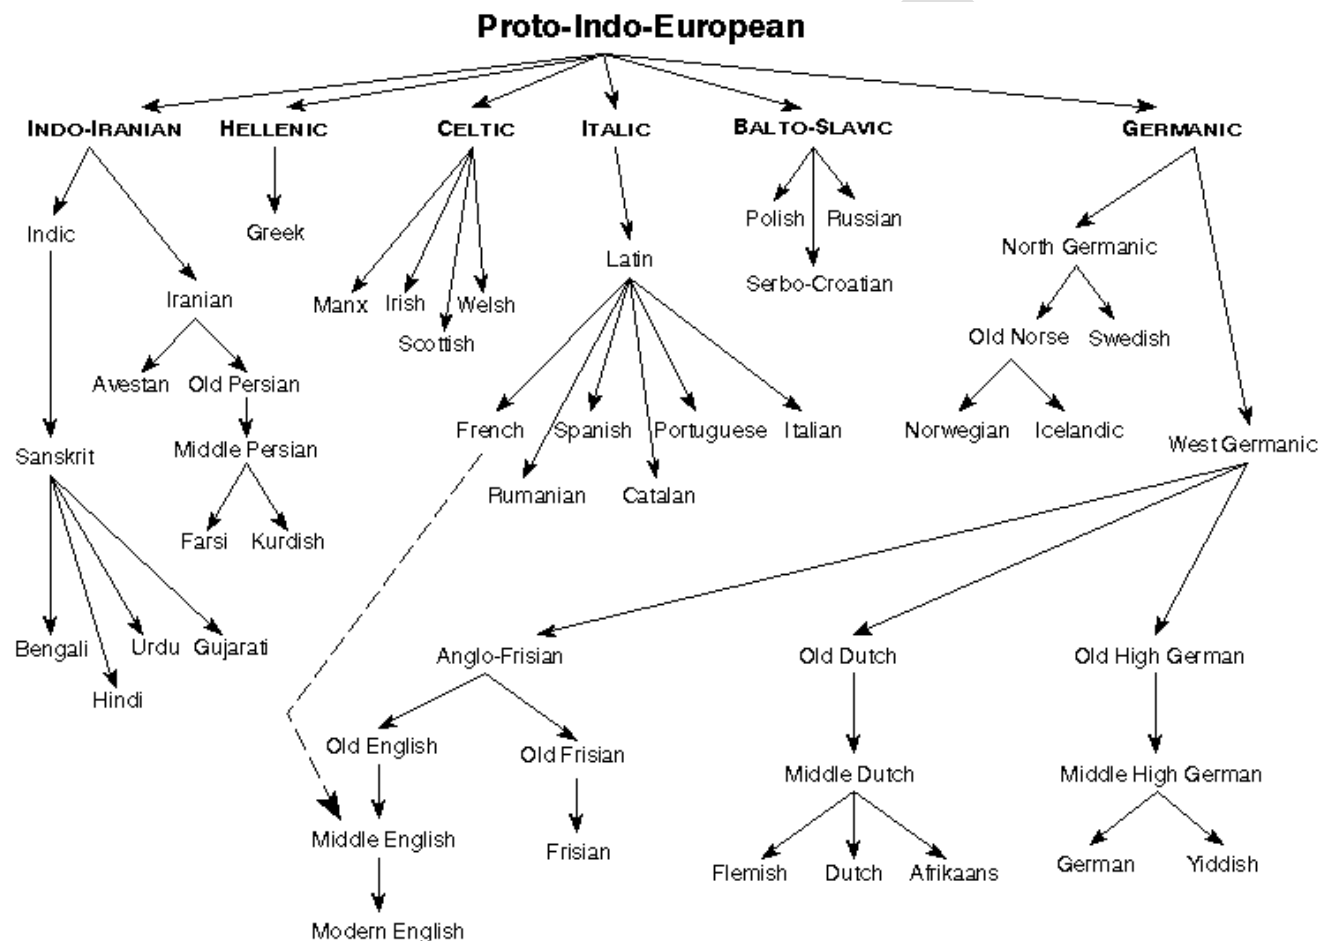 Proto-Indo-European
INDO-IRANIAN
HELLENIC
CELTIC
ITALIC
BALTO-SLAVIC
GERMANIC
Indic
Greek
Polish
Russian
North Germanic
Latin
Serbo-Croatian
Iranian
Manx
Irish
Welsh
Scottish
Old Norse
Swedish
Avestan
Old Persian
French
Spanish
Portuguese
Italian
Norwegian
Icelandic
West Germanic
Sanskrit
Middle Persian
Rumanian
Catalan
Farsi
Kurdish
Bengali
Urdu
Gujarati
Hindi
Anglo-Frisian
Old Dutch
Old High German
Old English
Old Frisian
Middle Dutch
Middle High German
Middle English
Frisian
Flemish
Dutch
Afrikaans
German
Yiddish
Modern English